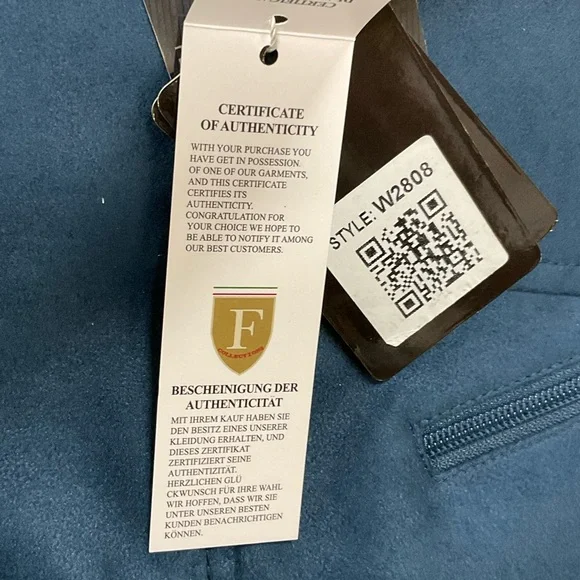 CERTIFICATE
OF AUTHENTICITY
WITH YOUR PURCHASE YOU
HAVE GET IN POSSESSION.
OF ONE OF OUR GARMENTS,
AND THIS CERTIFICATE
CERTIFIES ITS
AUTHENTICITY.
CONGRATULATION FOR
YOUR CHOICE WE HOPE TO
BE ABLE TO NOTIFY IT AMONG
OUR BEST CUSTOMERS.
F
COLLECTIONS
BESCHEINIGUNG DER
AUTHENTICITÄT
MIT IHREM KAUF HABEN SIE
DEN BESITZ EINES UNSERER
KLEIDUNG ERHALTEN, UND
DIESES ZERTIFIKAT
ZERTIFIZIERT SEINE
AUTHENTIZITÄT.
HERZLICHEN GLÜ
CKWUNSCH FÜR IHRE WAHL
WIR HOFFEN, DASS WIR SIE
UNTER UNSEREN BESTEN
KUNDEN BENACHRICHTIGEN
KÖNNEN.
STYLE: W2808